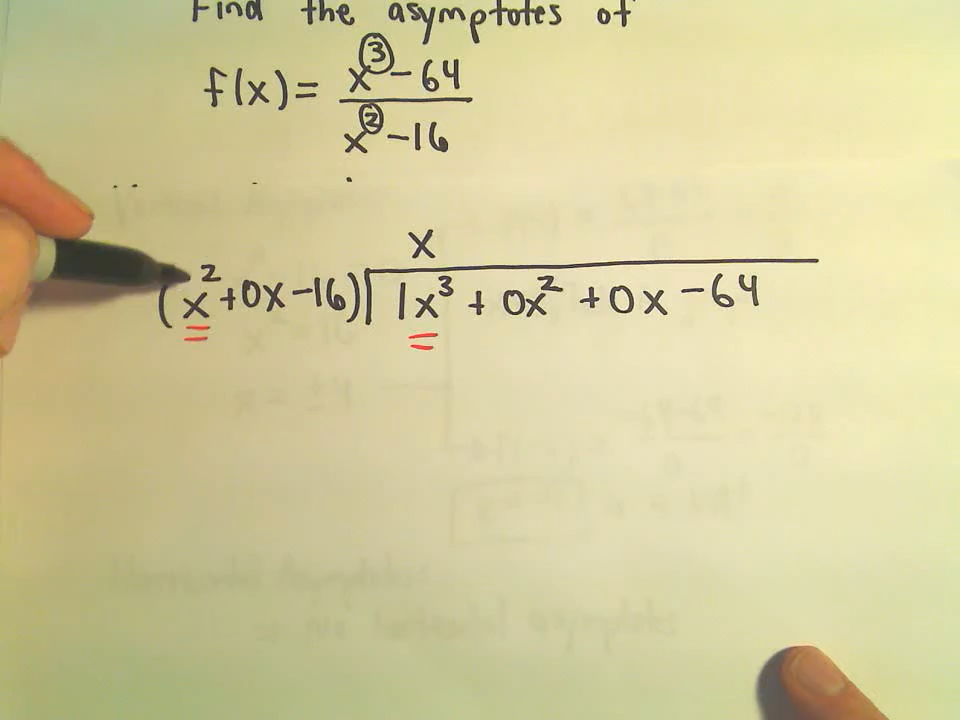 Find the asymptotes of
f(x) = x³ - 64
x² - 16
x
(x² + 0x - 16) 1x³ + 0x² + 0x - 64